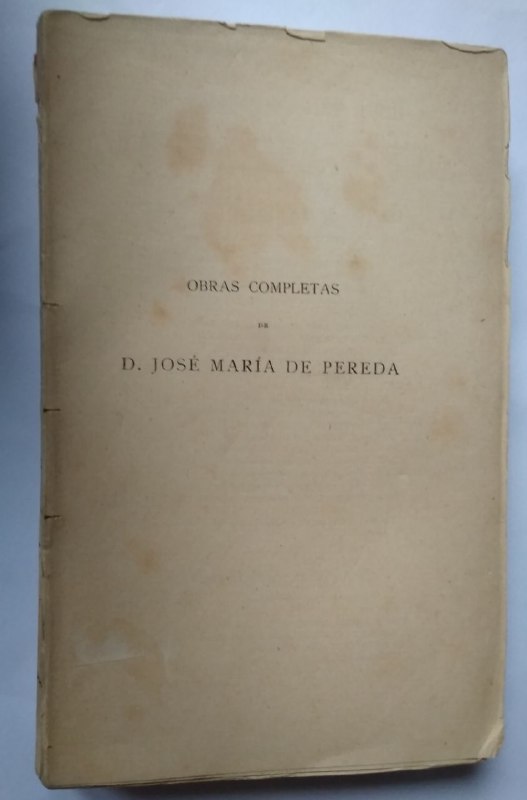 OBRAS COMPLETAS
DE
D. JOSÉ MARÍA DE PEREDA